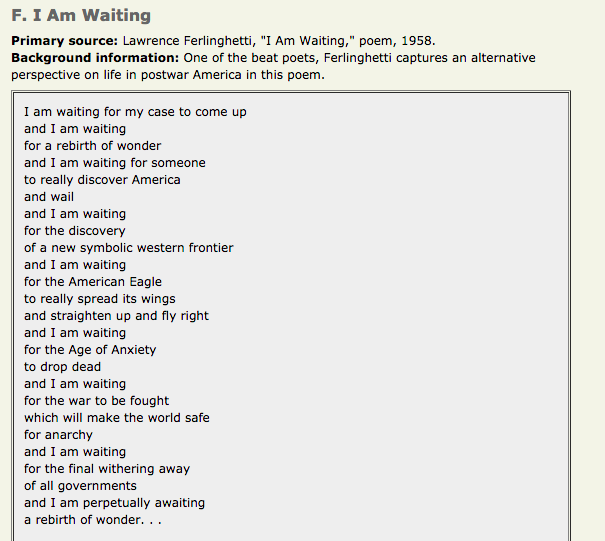 F. I Am Waiting
Primary source: Lawrence Ferlinghetti, "I Am Waiting," poem, 1958.
Background information: One of the beat poets, Ferlinghetti captures an alternative
perspective on life in postwar America in this poem.
I am waiting for my case to come up
and I am waiting
for a rebirth of wonder
and I am waiting for someone
to really discover America
and wail
and I am waiting
for the discovery
of a new symbolic western frontier
and I am waiting
for the American Eagle
to really spread its wings
and straighten up and fly right
and I am waiting
for the Age of Anxiety
to drop dead
and I am waiting
for the war to be fought
which will make the world safe
for anarchy
and I am waiting
for the final withering away
of all governments
and I am perpetually awaiting
a rebirth of wonder. . .